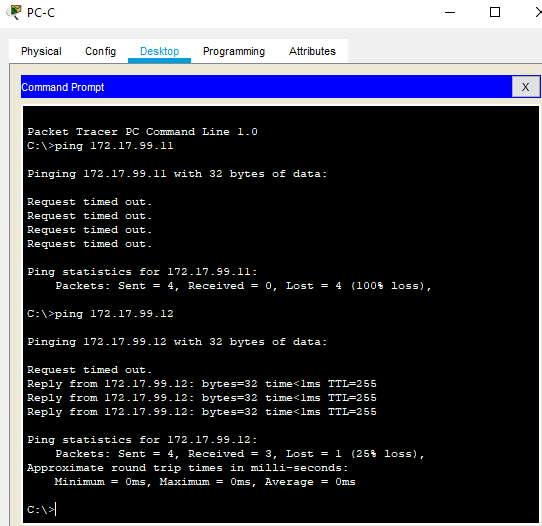 PC-C
Physical Config Desktop Programming Attributes
Command Prompt X
Packet Tracer PC Command Line 1.0
C:\>ping 172.17.99.11
Pinging 172.17.99.11 with 32 bytes of data:
Request timed out.
Request timed out.
Request timed out.
Request timed out.
Ping statistics for 172.17.99.11:
    Packets: Sent = 4, Received = 0, Lost = 4 (100% loss),
C:\>ping 172.17.99.12
Pinging 172.17.99.12 with 32 bytes of data:
Request timed out.
Reply from 172.17.99.12: bytes=32 time<1ms TTL=255
Reply from 172.17.99.12: bytes=32 time<1ms TTL=255
Reply from 172.17.99.12: bytes=32 time<1ms TTL=255
Ping statistics for 172.17.99.12:
    Packets: Sent = 4, Received = 3, Lost = 1 (25% loss),
Approximate round trip times in milli-seconds:
    Minimum = 0ms, Maximum = 0ms, Average = 0ms
C:\>